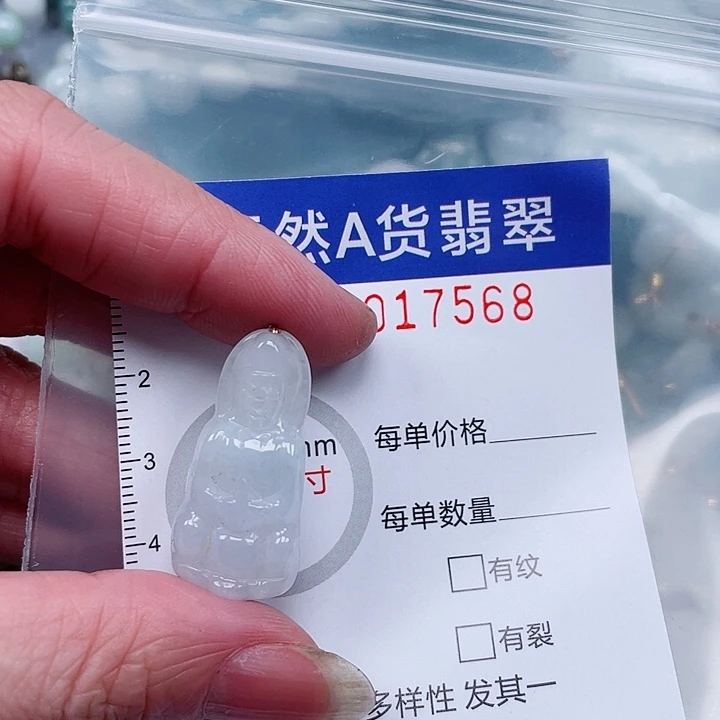 然A货翡翠
017568
2
mm
每单价格
3
寸
每单数量
4
有纹
有裂
多样性 发其一